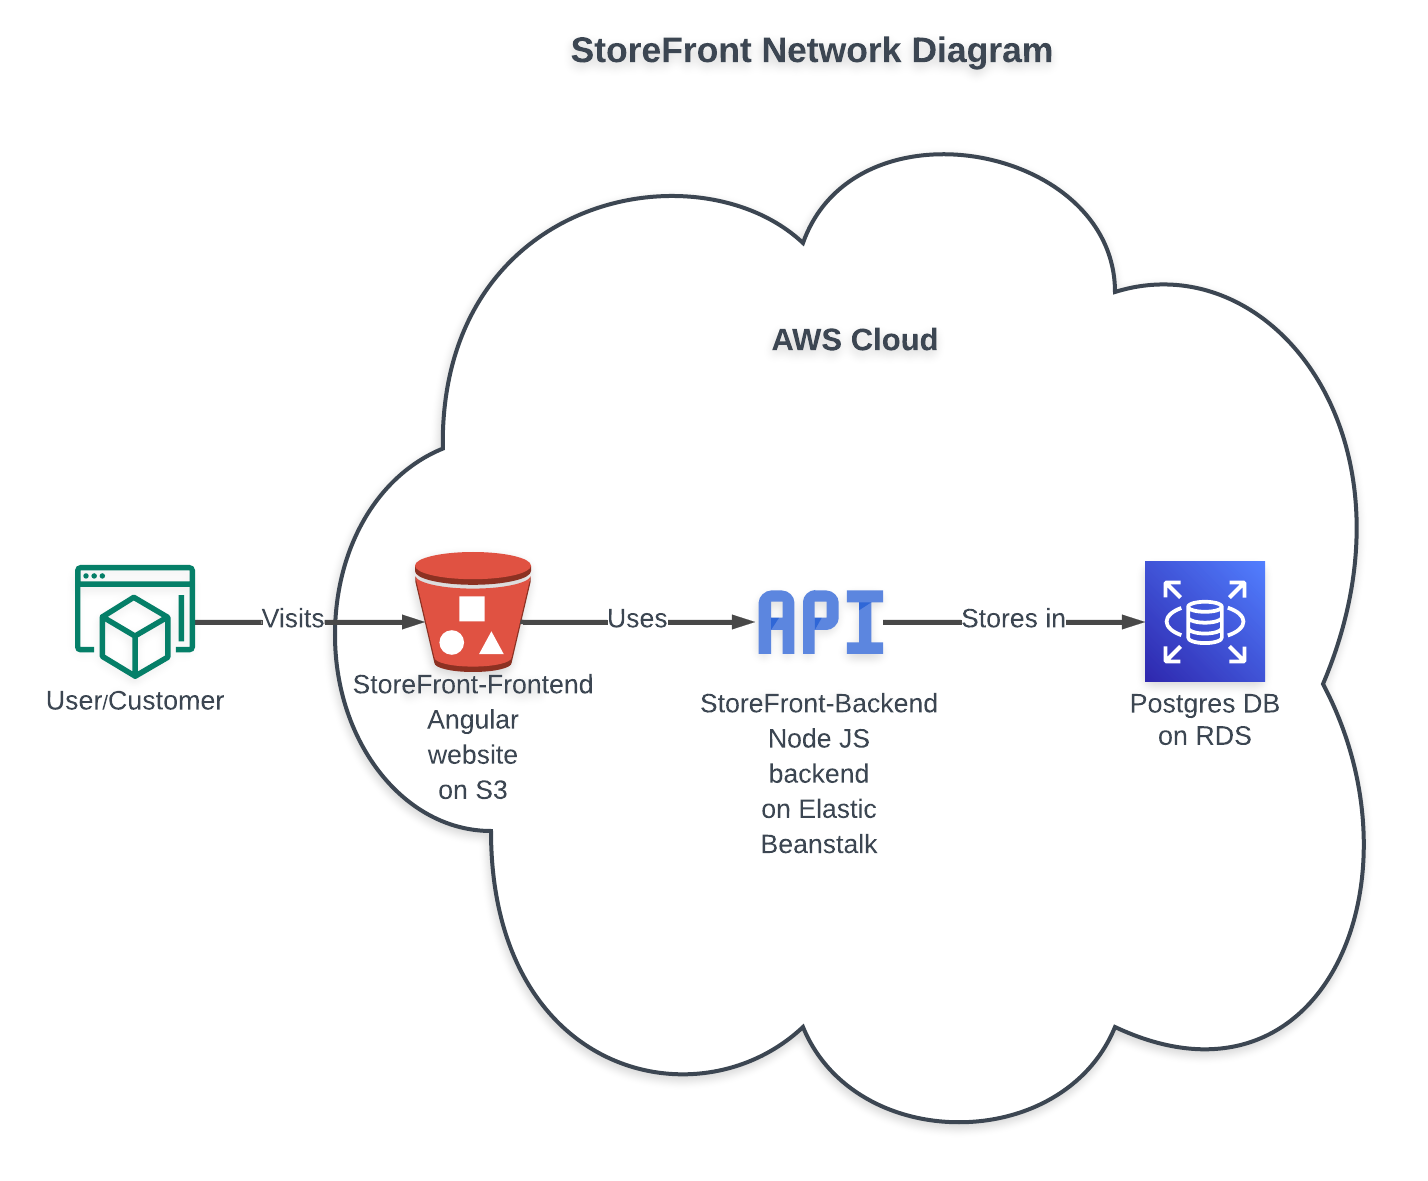 StoreFront Network Diagram
AWS Cloud
Visits
Uses
API
Stores in
User/Customer
StoreFront-Frontend
Angular
website
on S3
StoreFront-Backend
Node JS
backend
on Elastic
Beanstalk
Postgres DB
on RDS